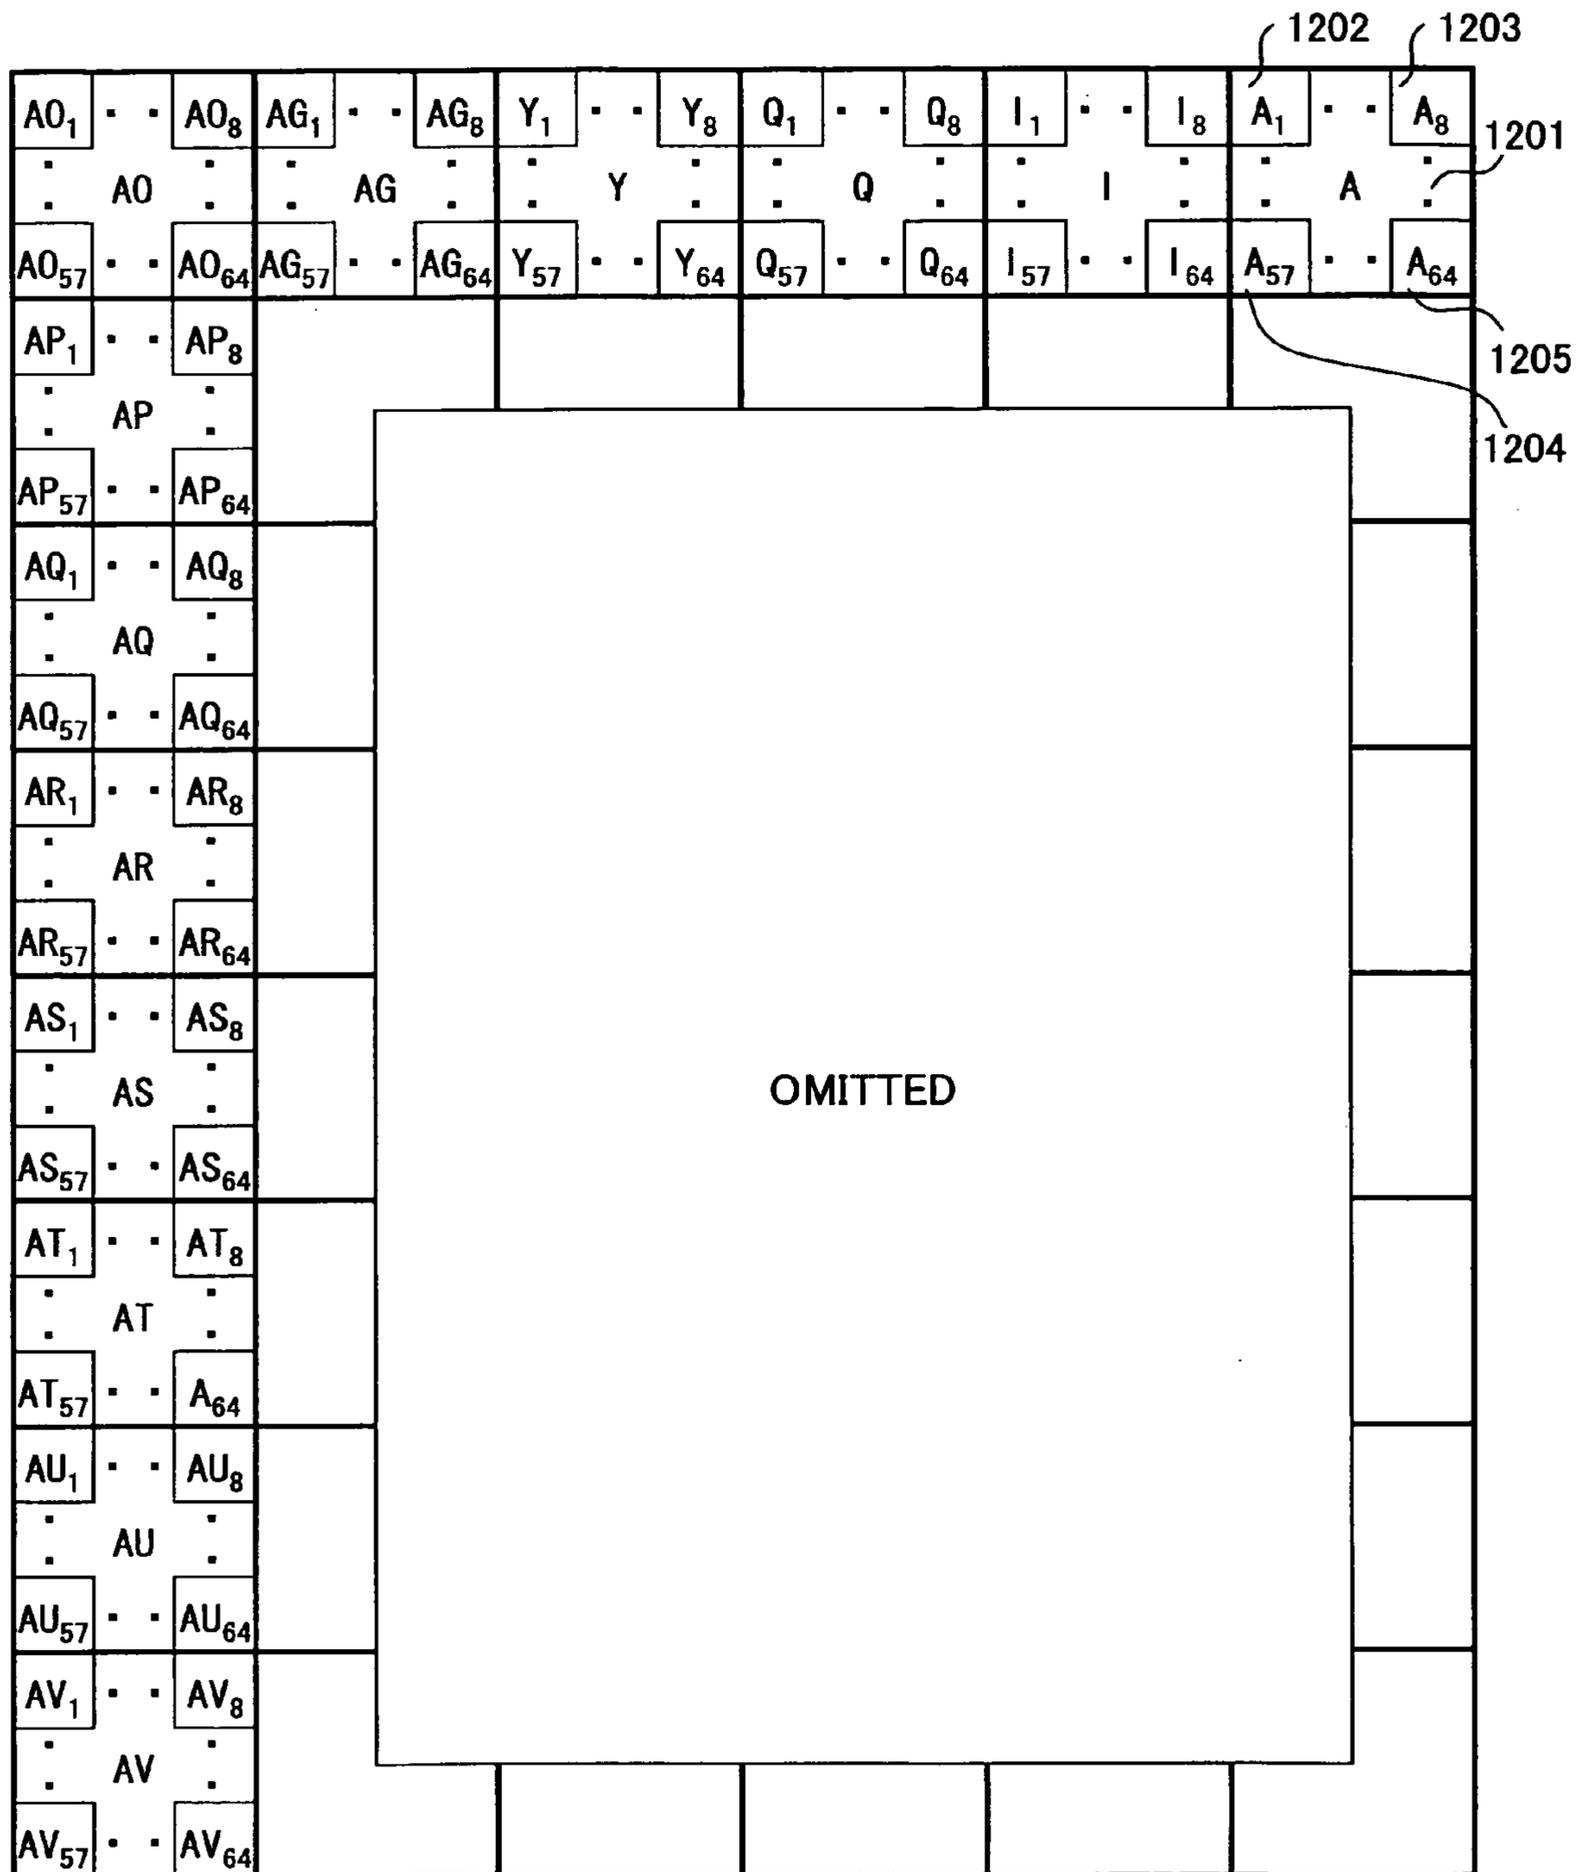 1202 1203
AO1 ･ ･ AO8 AG1 ･ ･ AG8 Y1 ･ ･ Y8 Q1 ･ ･ Q8 I1 ･ ･ I8 A1 ･ ･ A8
1201
: AO : : AG : : Y : : Q : : I : : A :
AO57 ･ ･ AO64 AG57 ･ ･ AG64 Y57 ･ ･ Y64 Q57 ･ ･ Q64 I57 ･ ･ I64 A57 ･ ･ A64
AP1 ･ ･ AP8
1205
: AP :
1204
AP57 ･ ･ AP64
AQ1 ･ ･ AQ8
: AQ :
AQ57 ･ ･ AQ64
AR1 ･ ･ AR8
: AR :
AR57 ･ ･ AR64
AS1 ･ ･ AS8
: AS :
OMITTED
AS57 ･ ･ AS64
AT1 ･ ･ AT8
: AT :
AT57 ･ ･ A64
AU1 ･ ･ AU8
: AU :
AU57 ･ ･ AU64
AV1 ･ ･ AV8
: AV :
AV57 ･ ･ AV64